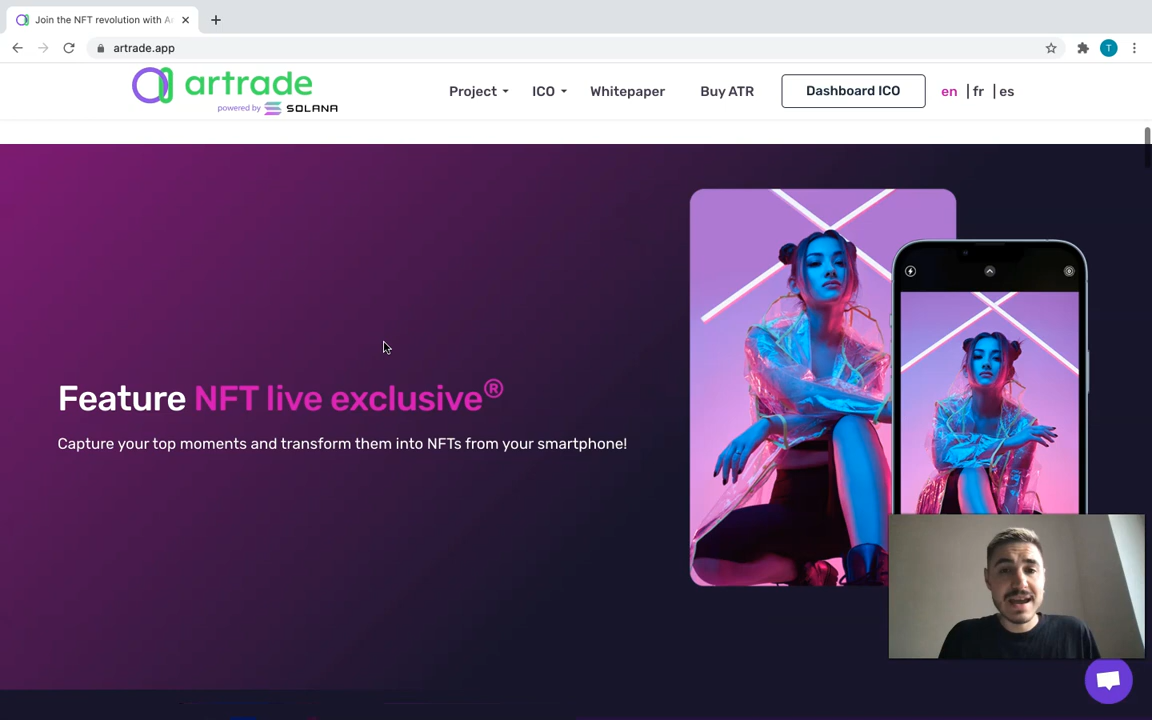 Join the NFT revolution with A
artrade.app
T
artrade
powered by SOLANA
Project
ICO
Whitepaper
Buy ATR
Dashboard ICO
en | fr | es
Feature NFT live exclusive®
Capture your top moments and transform them into NFTs from your smartphone!